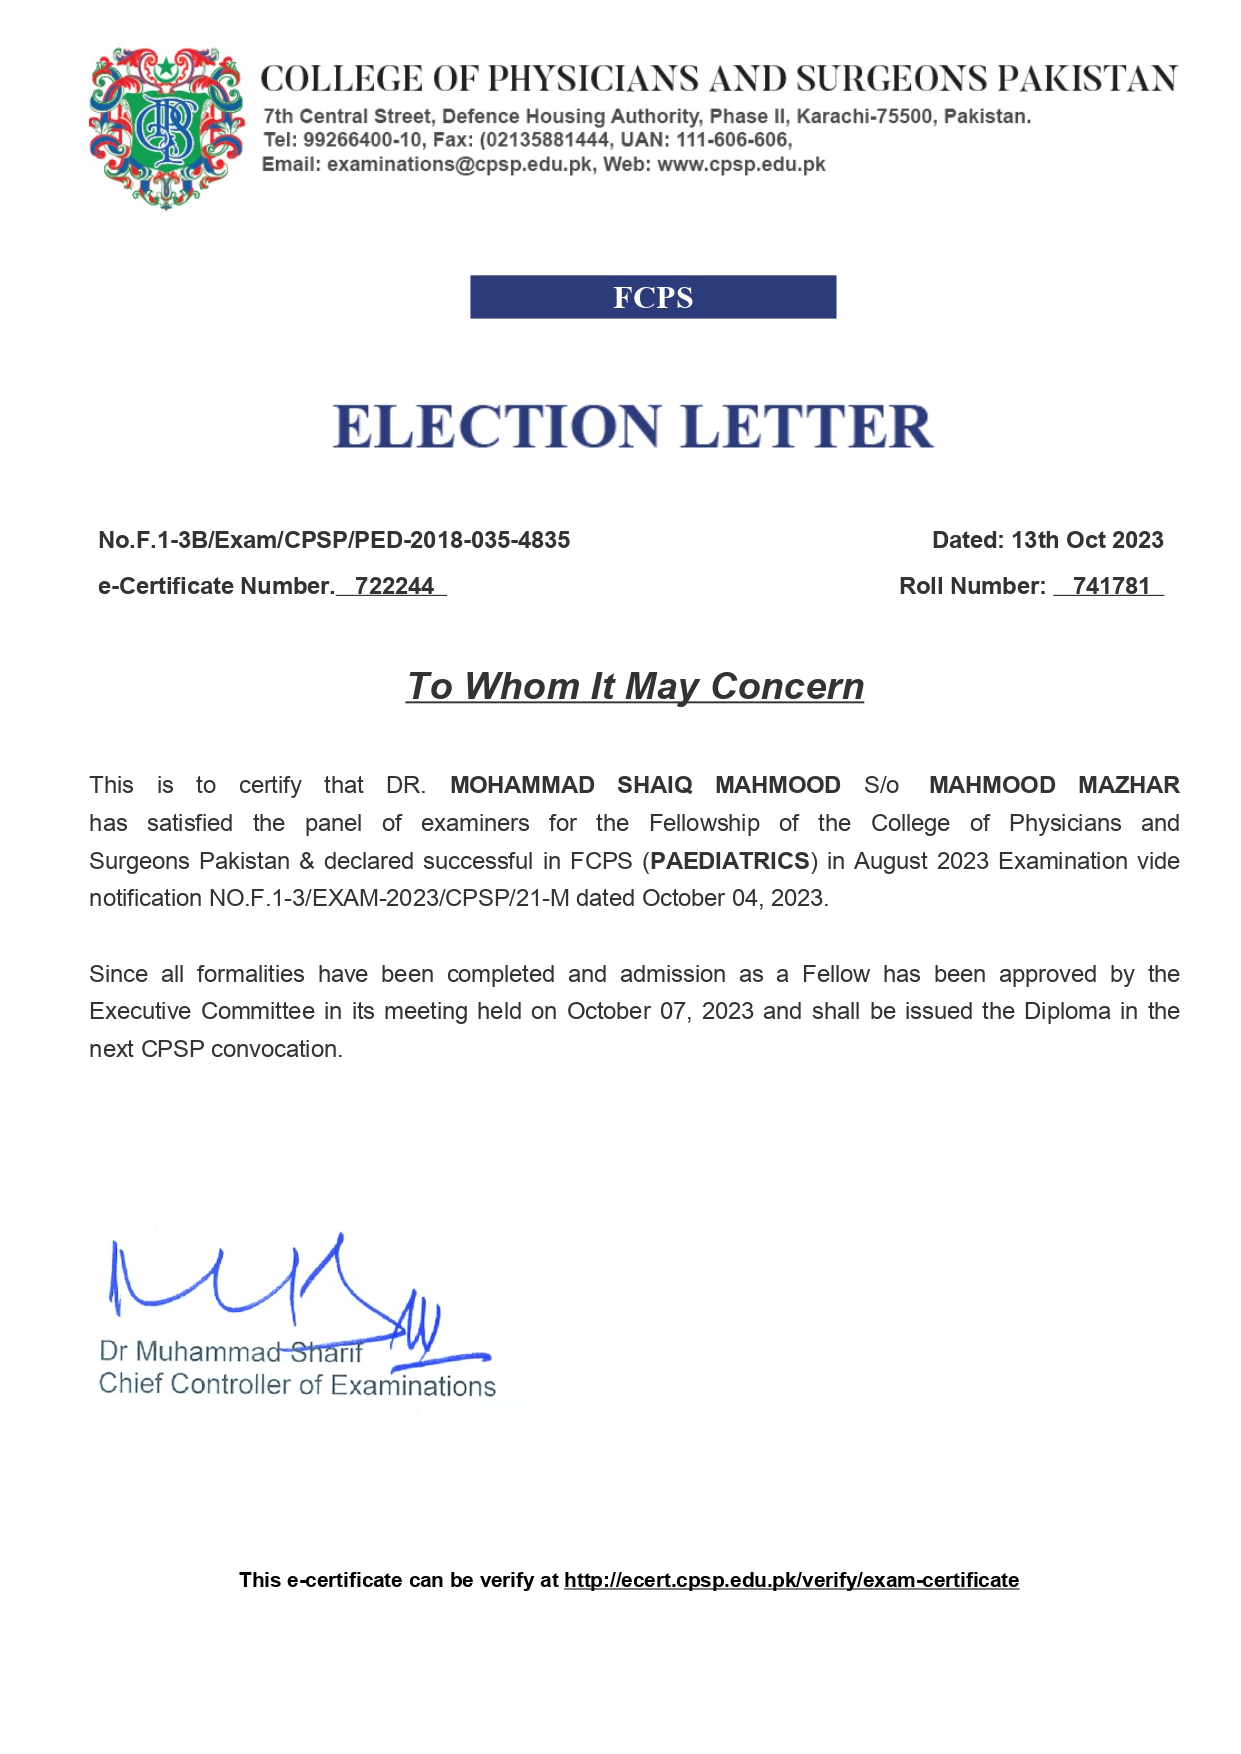 COLLEGE OF PHYSICIANS AND SURGEONS PAKISTAN
7th Central Street, Defence Housing Authority, Phase II, Karachi-75500, Pakistan.
Tel: 99266400-10, Fax: (02135881444, UAN: 111-606-606,
Email: examinations@cpsp.edu.pk, Web: www.cpsp.edu.pk
FCPS
ELECTION LETTER
No.F.1-3B/Exam/CPSP/PED-2018-035-4835 Dated: 13th Oct 2023
e-Certificate Number. 722244 Roll Number: 741781
To Whom It May Concern
This is to certify that DR. MOHAMMAD SHAIQ MAHMOOD S/o MAHMOOD MAZHAR
has satisfied the panel of examiners for the Fellowship of the College of Physicians and
Surgeons Pakistan & declared successful in FCPS (PAEDIATRICS) in August 2023 Examination vide
notification NO.F.1-3/EXAM-2023/CPSP/21-M dated October 04, 2023.
Since all formalities have been completed and admission as a Fellow has been approved by the
Executive Committee in its meeting held on October 07, 2023 and shall be issued the Diploma in the
next CPSP convocation.
Dr Muhammad Sharif
Chief Controller of Examinations
This e-certificate can be verify at http://ecert.cpsp.edu.pk/verify/exam-certificate